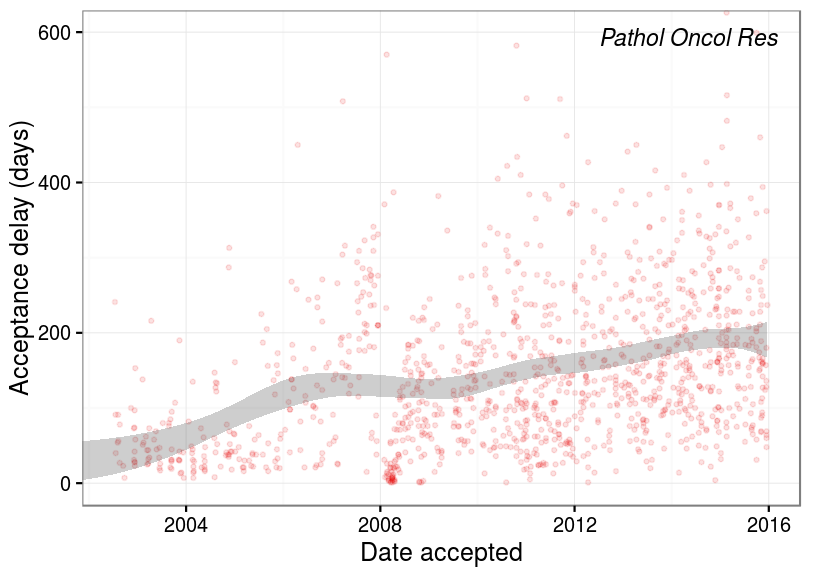 Pathol Oncol Res
Acceptance delay (days)
600
400
200
0
2004 2008 2012 2016
Date accepted